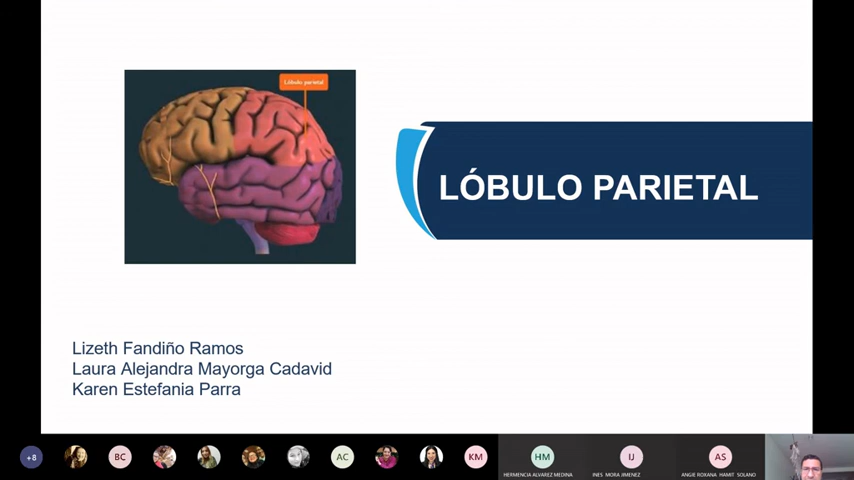 Lóbulo parietal
LÓBULO PARIETAL
Lizeth Fandiño Ramos
Laura Alejandra Mayorga Cadavid
Karen Estefania Parra
+8
BC
AC
KM
HM
HERMENCIA ALVAREZ MEDINA
IJ
INES MORA JIMENEZ
AS
ANGIE ROXANA HAMIT SOLANO